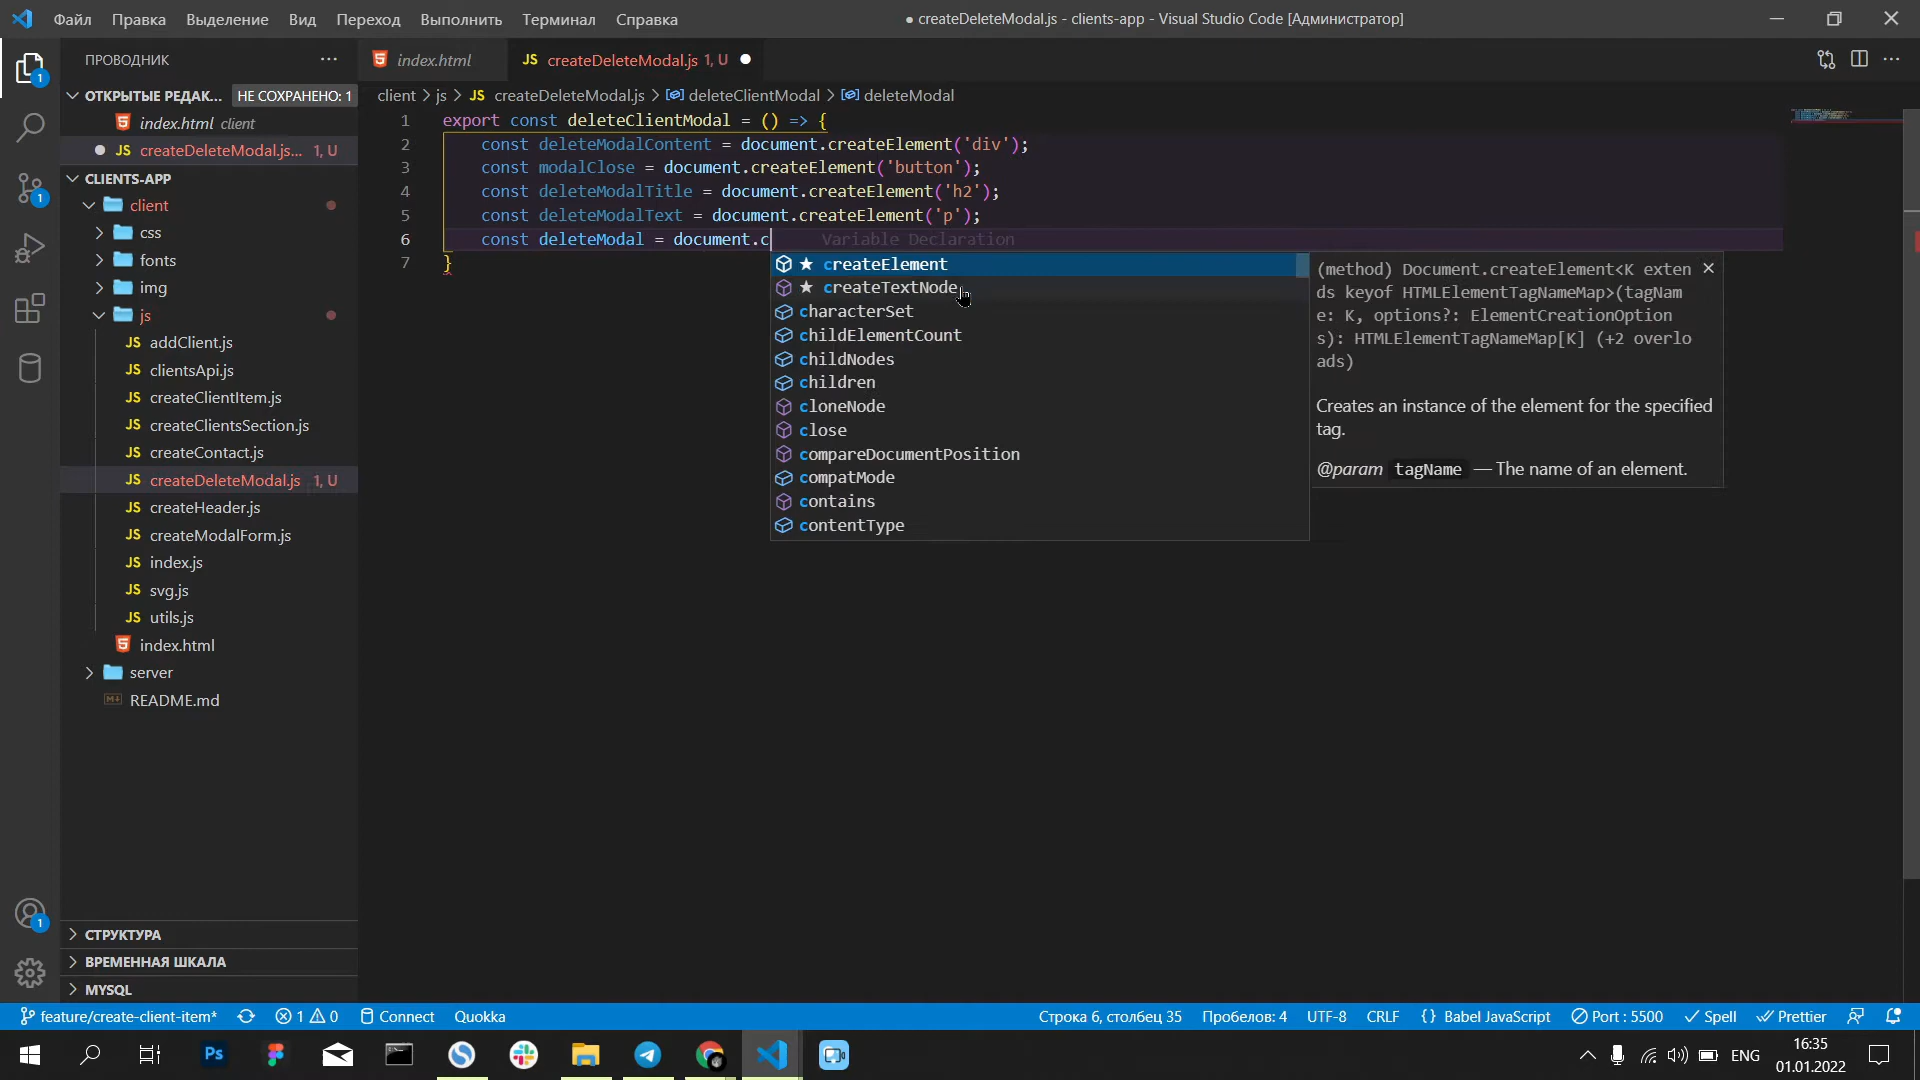 Файл Правка Выделение Вид Переход Выполнить Терминал Справка
● createDeleteModal.js - clients-app - Visual Studio Code [Администратор]
ПРОВОДНИК
index.html
JS createDeleteModal.js 1, U
ОТКРЫТЫЕ РЕДАК... НЕ СОХРАНЕНО: 1
index.html client
JS createDeleteModal.js... 1, U
CLIENTS-APP
client
css
fonts
img
js
JS addClient.js
JS clientsApi.js
JS createClientItem.js
JS createClientsSection.js
JS createContact.js
JS createDeleteModal.js 1, U
JS createHeader.js
JS createModalForm.js
JS index.js
JS svg.js
JS utils.js
index.html
server
README.md
СТРУКТУРА
ВРЕМЕННАЯ ШКАЛА
MYSQL
client > js > JS createDeleteModal.js > deleteClientModal > deleteModal
1 export const deleteClientModal = () => {
2 const deleteModalContent = document.createElement('div');
3 const modalClose = document.createElement('button');
4 const deleteModalTitle = document.createElement('h2');
5 const deleteModalText = document.createElement('p');
6 const deleteModal = document.c Variable Declaration
7 }
★ createElement
★ createTextNode
characterSet
childElementCount
childNodes
children
cloneNode
close
compareDocumentPosition
compatMode
contains
contentType
(method) Document.createElement<K exten
ds keyof HTMLElementTagNameMap>(tagNam
e: K, options?: ElementCreationOption
s): HTMLElementTagNameMap[K] (+2 overlo
ads)
Creates an instance of the element for the specified
tag.
@param tagName — The name of an element.
feature/create-client-item* 1 0 Connect Quokka
Строка 6, столбец 35 Пробелов: 4 UTF-8 CRLF {} Babel JavaScript Port : 5500 Spell Prettier
Ps
ENG
16:35
01.01.2022